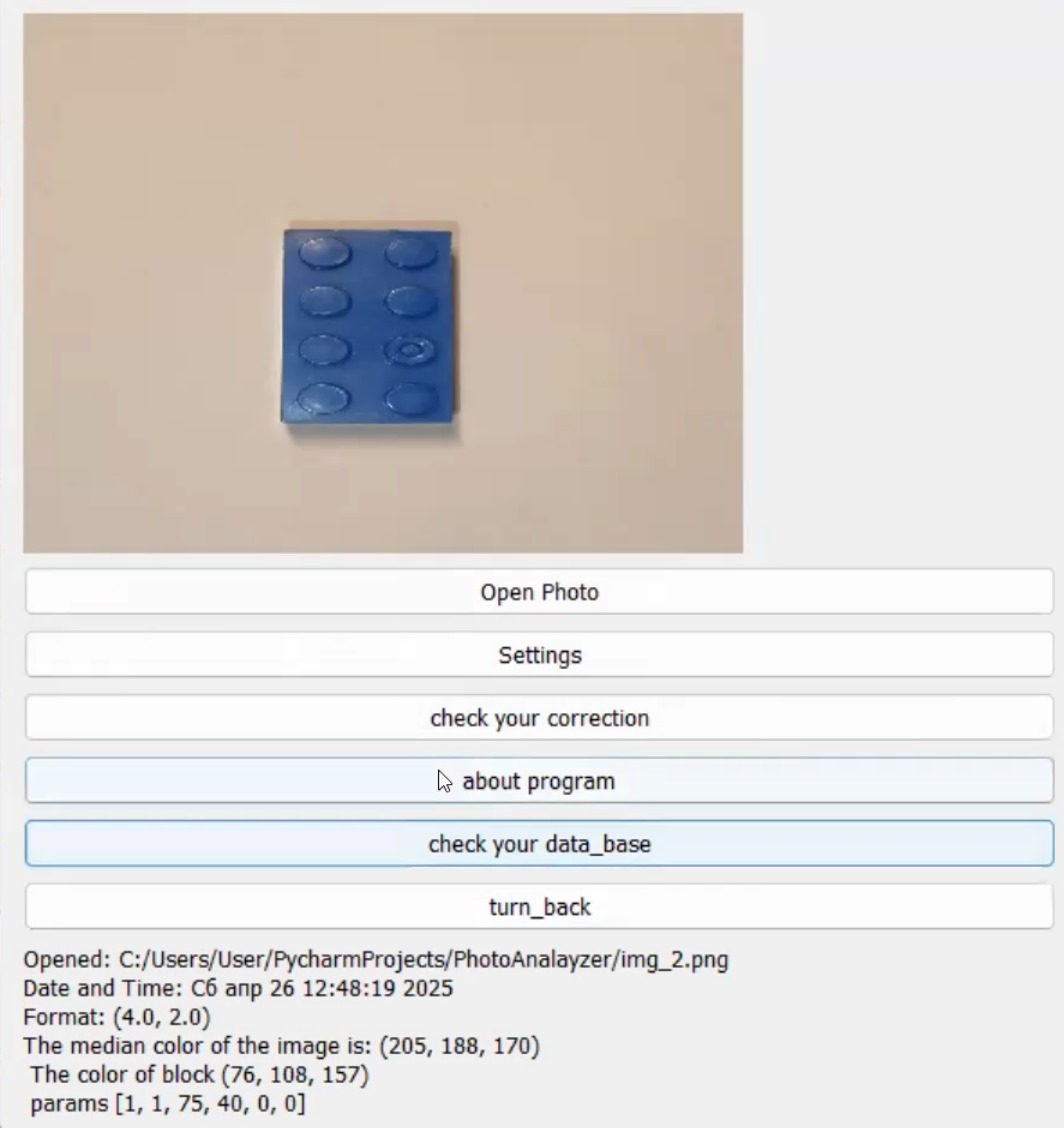 Open Photo
Settings
check your correction
about program
check your data_base
turn_back
Opened: C:/Users/User/PycharmProjects/PhotoAnalayzer/img_2.png
Date and Time: Сб апр 26 12:48:19 2025
Format: (4.0, 2.0)
The median color of the image is: (205, 188, 170)
The color of block (76, 108, 157)
params [1, 1, 75, 40, 0, 0]